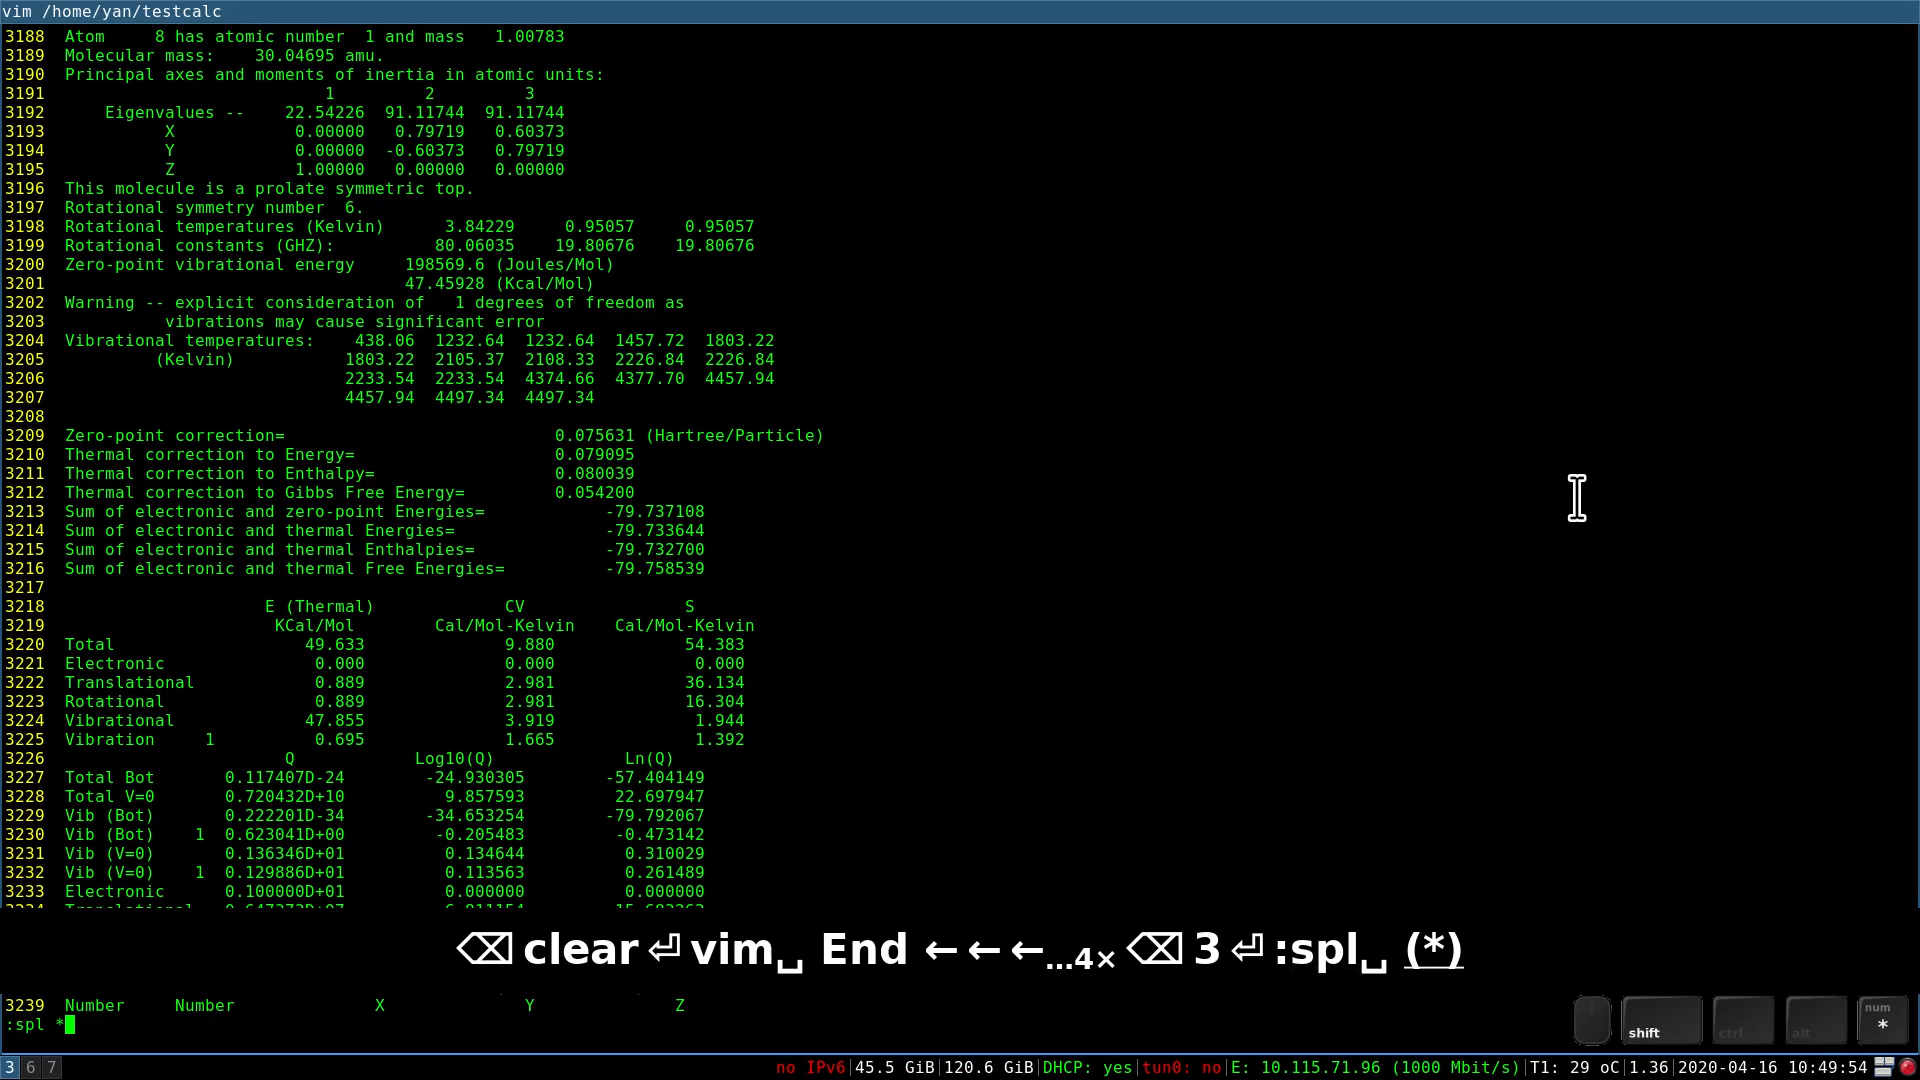 vim /home/yan/testcalc
3188  Atom     8 has atomic number  1 and mass   1.00783
3189  Molecular mass:    30.04695 amu.
3190  Principal axes and moments of inertia in atomic units:
3191                            1         2         3
3192      Eigenvalues --    22.54226  91.11744  91.11744
3193            X            0.00000   0.79719   0.60373
3194            Y            0.00000  -0.60373   0.79719
3195            Z            1.00000   0.00000   0.00000
3196  This molecule is a prolate symmetric top.
3197  Rotational symmetry number  6.
3198  Rotational temperatures (Kelvin)      3.84229     0.95057     0.95057
3199  Rotational constants (GHZ):          80.06035    19.80676    19.80676
3200  Zero-point vibrational energy     198569.6 (Joules/Mol)
3201                                    47.45928 (Kcal/Mol)
3202  Warning -- explicit consideration of   1 degrees of freedom as
3203            vibrations may cause significant error
3204  Vibrational temperatures:    438.06  1232.64  1232.64  1457.72  1803.22
3205           (Kelvin)           1803.22  2105.37  2108.33  2226.84  2226.84
3206                              2233.54  2233.54  4374.66  4377.70  4457.94
3207                              4457.94  4497.34  4497.34
3208
3209  Zero-point correction=                           0.075631 (Hartree/Particle)
3210  Thermal correction to Energy=                    0.079095
3211  Thermal correction to Enthalpy=                  0.080039
3212  Thermal correction to Gibbs Free Energy=         0.054200
3213  Sum of electronic and zero-point Energies=            -79.737108
3214  Sum of electronic and thermal Energies=               -79.733644
3215  Sum of electronic and thermal Enthalpies=             -79.732700
3216  Sum of electronic and thermal Free Energies=          -79.758539
3217
3218                      E (Thermal)             CV                S
3219                       KCal/Mol        Cal/Mol-Kelvin    Cal/Mol-Kelvin
3220  Total                   49.633              9.880             54.383
3221  Electronic               0.000              0.000              0.000
3222  Translational            0.889              2.981             36.134
3223  Rotational               0.889              2.981             16.304
3224  Vibrational             47.855              3.919              1.944
3225  Vibration     1          0.695              1.665              1.392
3226                        Q            Log10(Q)             Ln(Q)
3227  Total Bot       0.117407D-24        -24.930305        -57.404149
3228  Total V=0       0.720432D+10          9.857593         22.697947
3229  Vib (Bot)       0.222201D-34        -34.653254        -79.792067
3230  Vib (Bot)    1  0.623041D+00         -0.205483         -0.473142
3231  Vib (V=0)       0.136346D+01          0.134644          0.310029
3232  Vib (V=0)    1  0.129886D+01          0.113563          0.261489
3233  Electronic      0.100000D+01          0.000000          0.000000
⌫ clear⏎ vim␣ End ←←←…4× ⌫ 3⏎ :spl␣ (*)
3239  Number     Number              X              Y              Z
:spl *
shift ctrl alt num *
3 6 7 no IPv6|45.5 GiB|120.6 GiB|DHCP: yes|tun0: no|E: 10.115.71.96 (1000 Mbit/s)|T1: 29 oC|1.36|2020-04-16 10:49:54